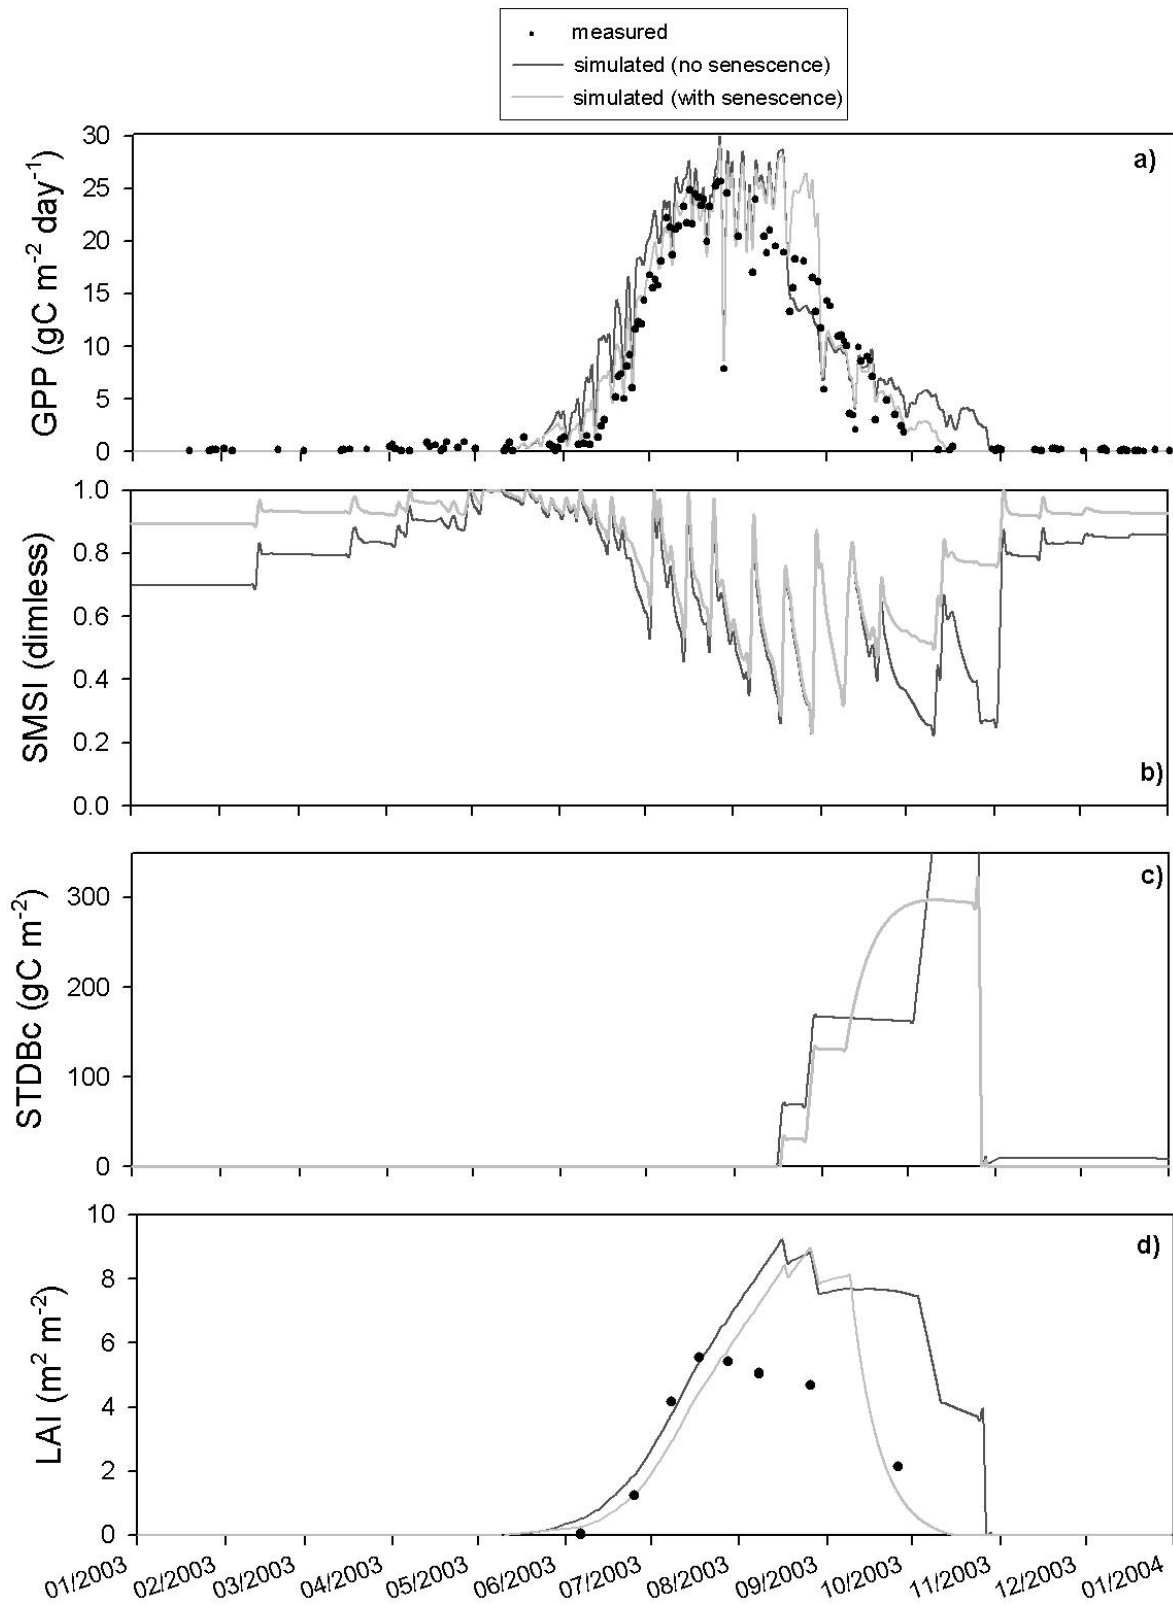 measured
simulated (no senescence)
simulated (with senescence)
a)
GPP (gC m-2 day-1)
30
25
20
15
10
5
0
b)
SMSI (dimless)
1.0
0.8
0.6
0.4
0.2
0.0
c)
STDBc (gC m-2)
300
200
100
0
d)
LAI (m2 m-2)
10
8
6
4
2
0
01/2003 02/2003 03/2003 04/2003 05/2003 06/2003 07/2003 08/2003 09/2003 10/2003 11/2003 12/2003 01/2004